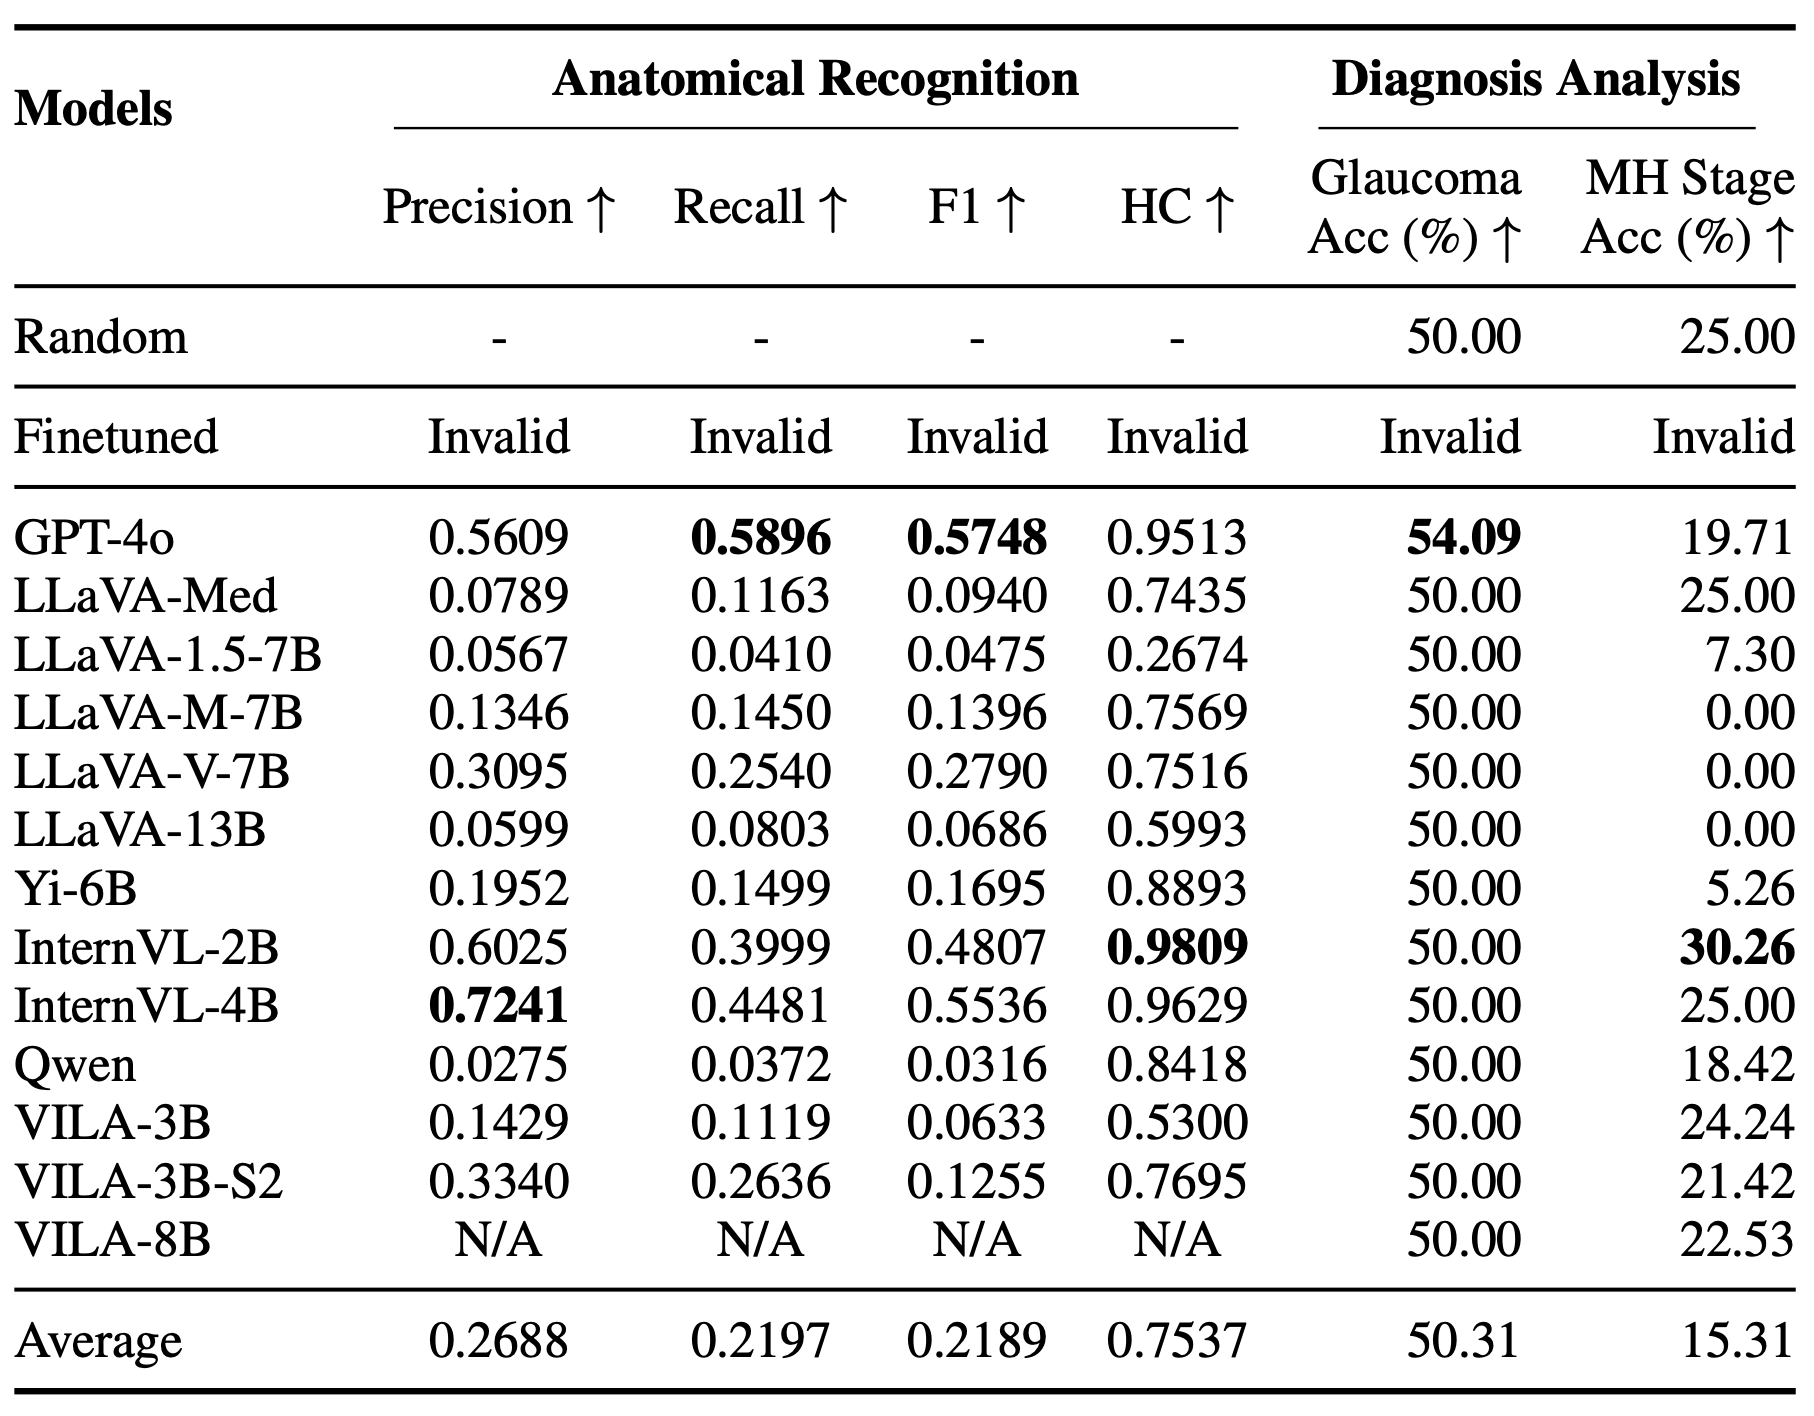 Models Anatomical Recognition Diagnosis Analysis
Precision ↑ Recall ↑ F1 ↑ HC ↑ Glaucoma Acc (%) ↑ MH Stage Acc (%) ↑
Random - - - - 50.00 25.00
Finetuned Invalid Invalid Invalid Invalid Invalid Invalid
GPT-4o 0.5609 0.5896 0.5748 0.9513 54.09 19.71
LLaVA-Med 0.0789 0.1163 0.0940 0.7435 50.00 25.00
LLaVA-1.5-7B 0.0567 0.0410 0.0475 0.2674 50.00 7.30
LLaVA-M-7B 0.1346 0.1450 0.1396 0.7569 50.00 0.00
LLaVA-V-7B 0.3095 0.2540 0.2790 0.7516 50.00 0.00
LLaVA-13B 0.0599 0.0803 0.0686 0.5993 50.00 0.00
Yi-6B 0.1952 0.1499 0.1695 0.8893 50.00 5.26
InternVL-2B 0.6025 0.3999 0.4807 0.9809 50.00 30.26
InternVL-4B 0.7241 0.4481 0.5536 0.9629 50.00 25.00
Qwen 0.0275 0.0372 0.0316 0.8418 50.00 18.42
VILA-3B 0.1429 0.1119 0.0633 0.5300 50.00 24.24
VILA-3B-S2 0.3340 0.2636 0.1255 0.7695 50.00 21.42
VILA-8B N/A N/A N/A N/A 50.00 22.53
Average 0.2688 0.2197 0.2189 0.7537 50.31 15.31